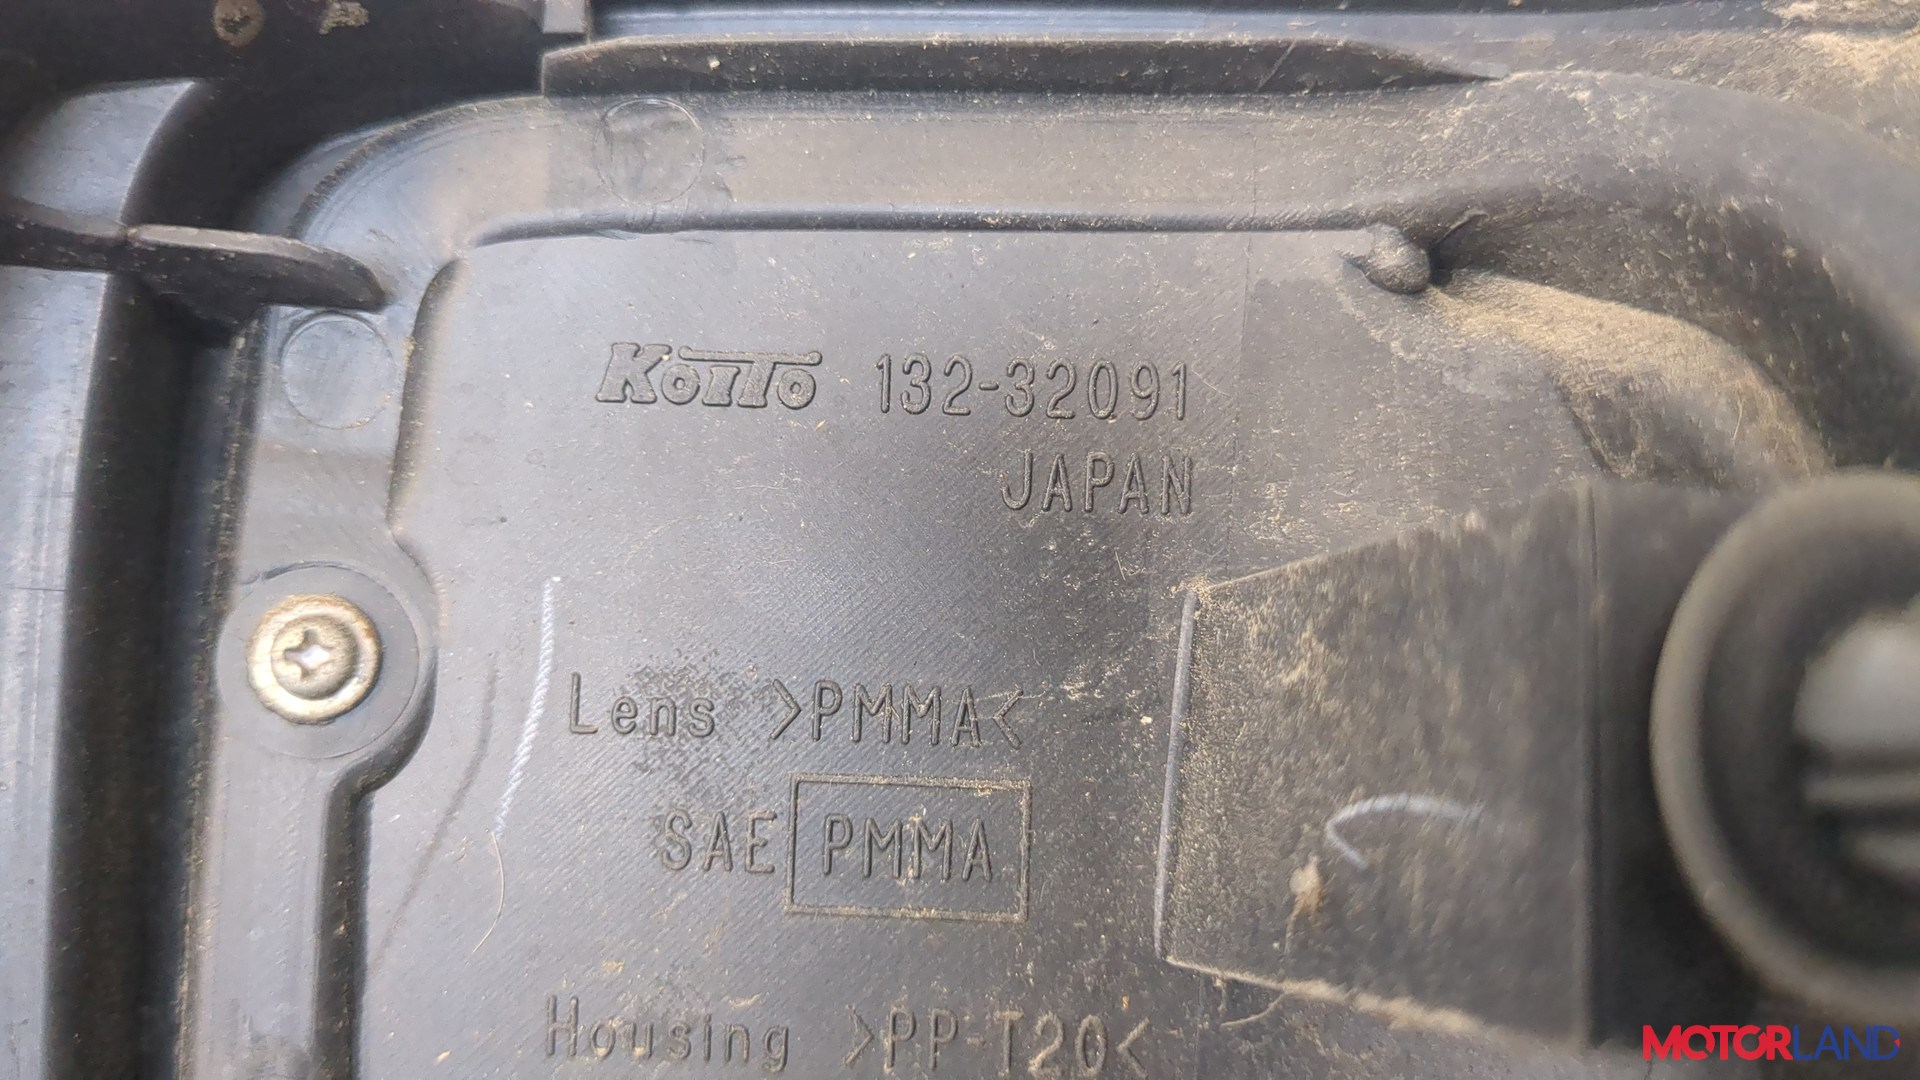 KOITO 132-32091
JAPAN
Lens >PMMA<
SAE PMMA
Housing >PP-T20<
MOTORLAND